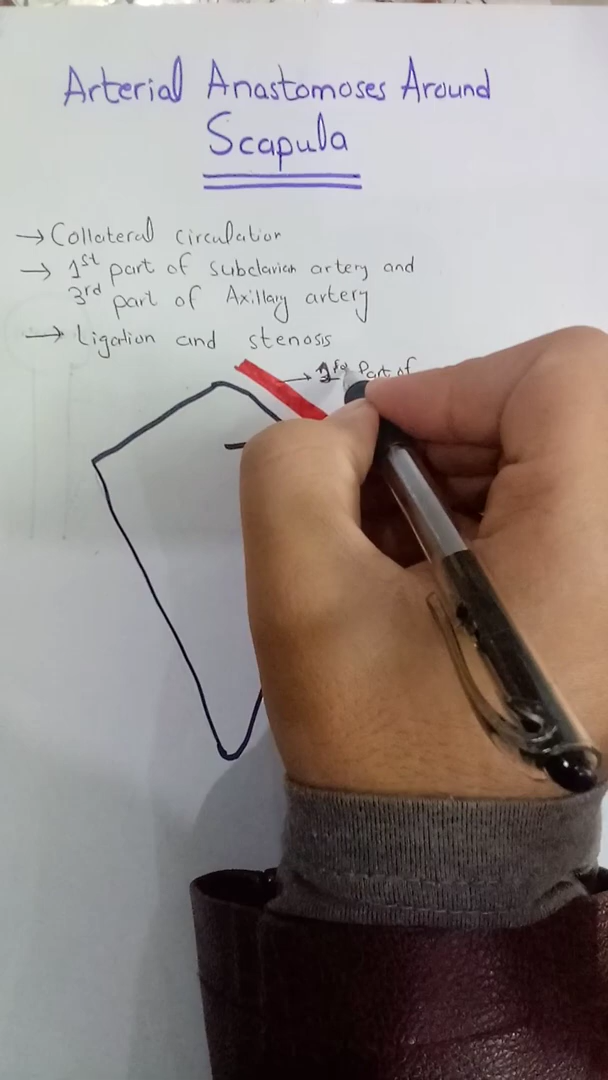 Arterial Anastomoses Around
Scapula
→ Collateral circulation
→ 1st part of subclavian artery and
3rd part of Axillary artery
→ Ligation and stenosis
→ Part of